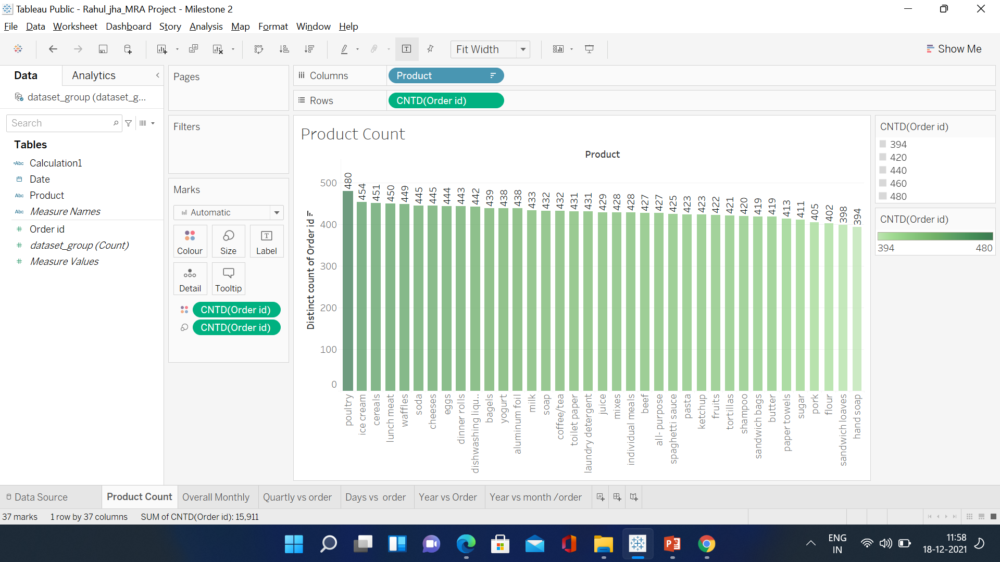 Tableau Public - Rahul_jha_MRA Project - Milestone 2
File Data Worksheet Dashboard Story Analysis Map Format Window Help
Fit Width
Show Me
Data
Analytics
dataset_group (dataset_g...
Search
Tables
=Abc Calculation1
Date
Abc Product
Abc Measure Names
# Order id
# dataset_group (Count)
# Measure Values
Pages
Filters
Marks
Automatic
Colour
Size
Label
Detail
Tooltip
CNTD(Order id)
CNTD(Order id)
Columns
Product
Rows
CNTD(Order id)
Product Count
Product
Distinct count of Order id
500
400
300
200
100
0
480
454
451
450
449
445
445
444
443
442
439
438
438
433
432
432
431
431
429
428
428
427
427
425
423
423
422
421
420
419
419
413
411
405
402
398
394
poultry
ice cream
cereals
lunch meat
waffles
soda
cheeses
eggs
dinner rolls
dishwashing liqu..
bagels
yogurt
aluminum foil
milk
soap
coffee/tea
toilet paper
laundry detergent
juice
mixes
individual meals
beef
all- purpose
spaghetti sauce
pasta
ketchup
fruits
tortillas
shampoo
sandwich bags
butter
paper towels
sugar
pork
flour
sandwich loaves
hand soap
CNTD(Order id)
394
420
440
460
480
CNTD(Order id)
394 480
Data Source
Product Count
Overall Monthly
Quartly vs order
Days vs order
Year vs Order
Year vs month /order
37 marks 1 row by 37 columns SUM of CNTD(Order id): 15,911
ENG
IN
11:58
18-12-2021